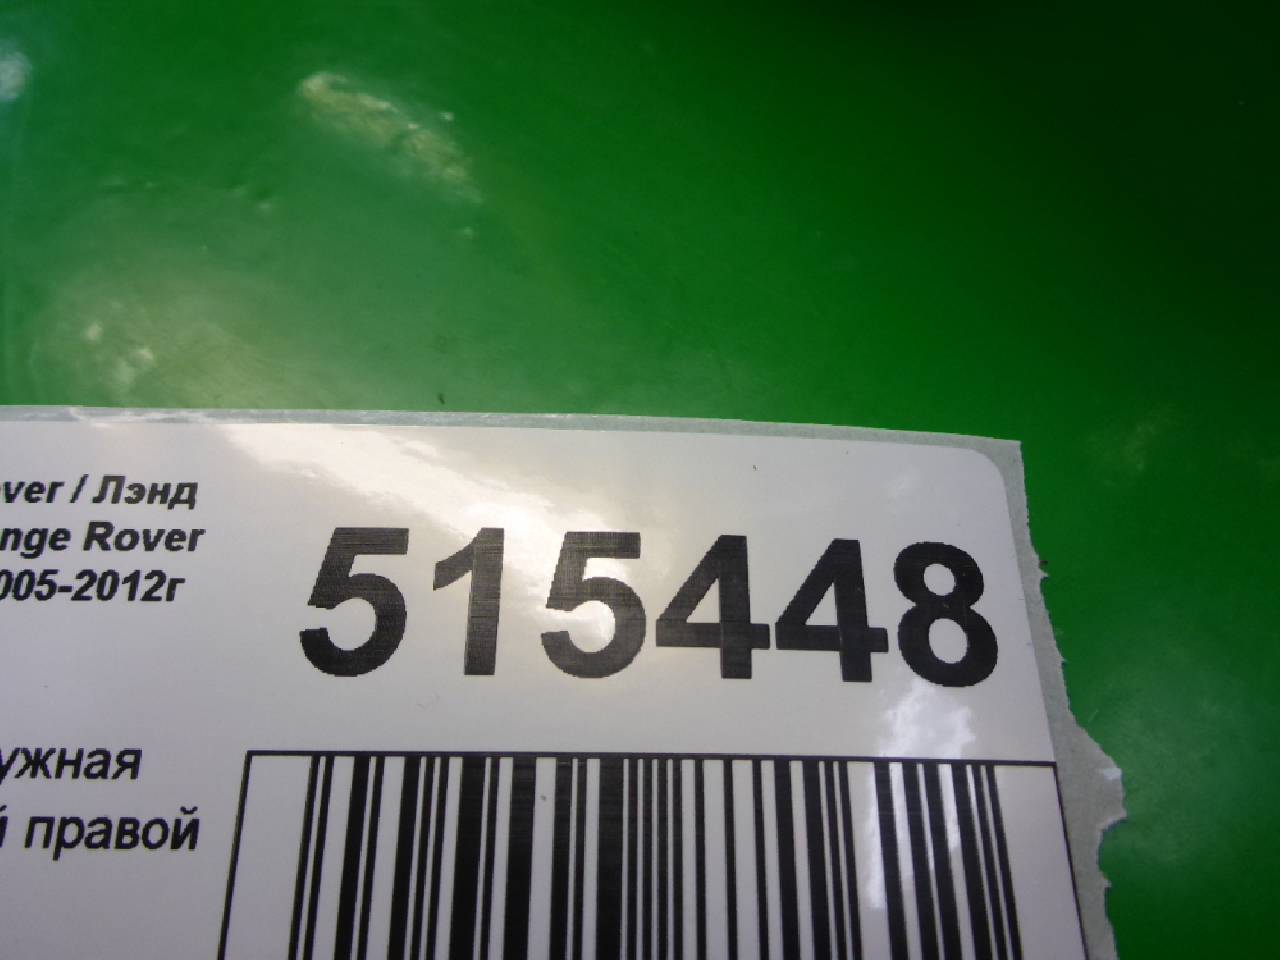 over / Лэнд
nge Rover
005-2012г
515448
ужная
й правой